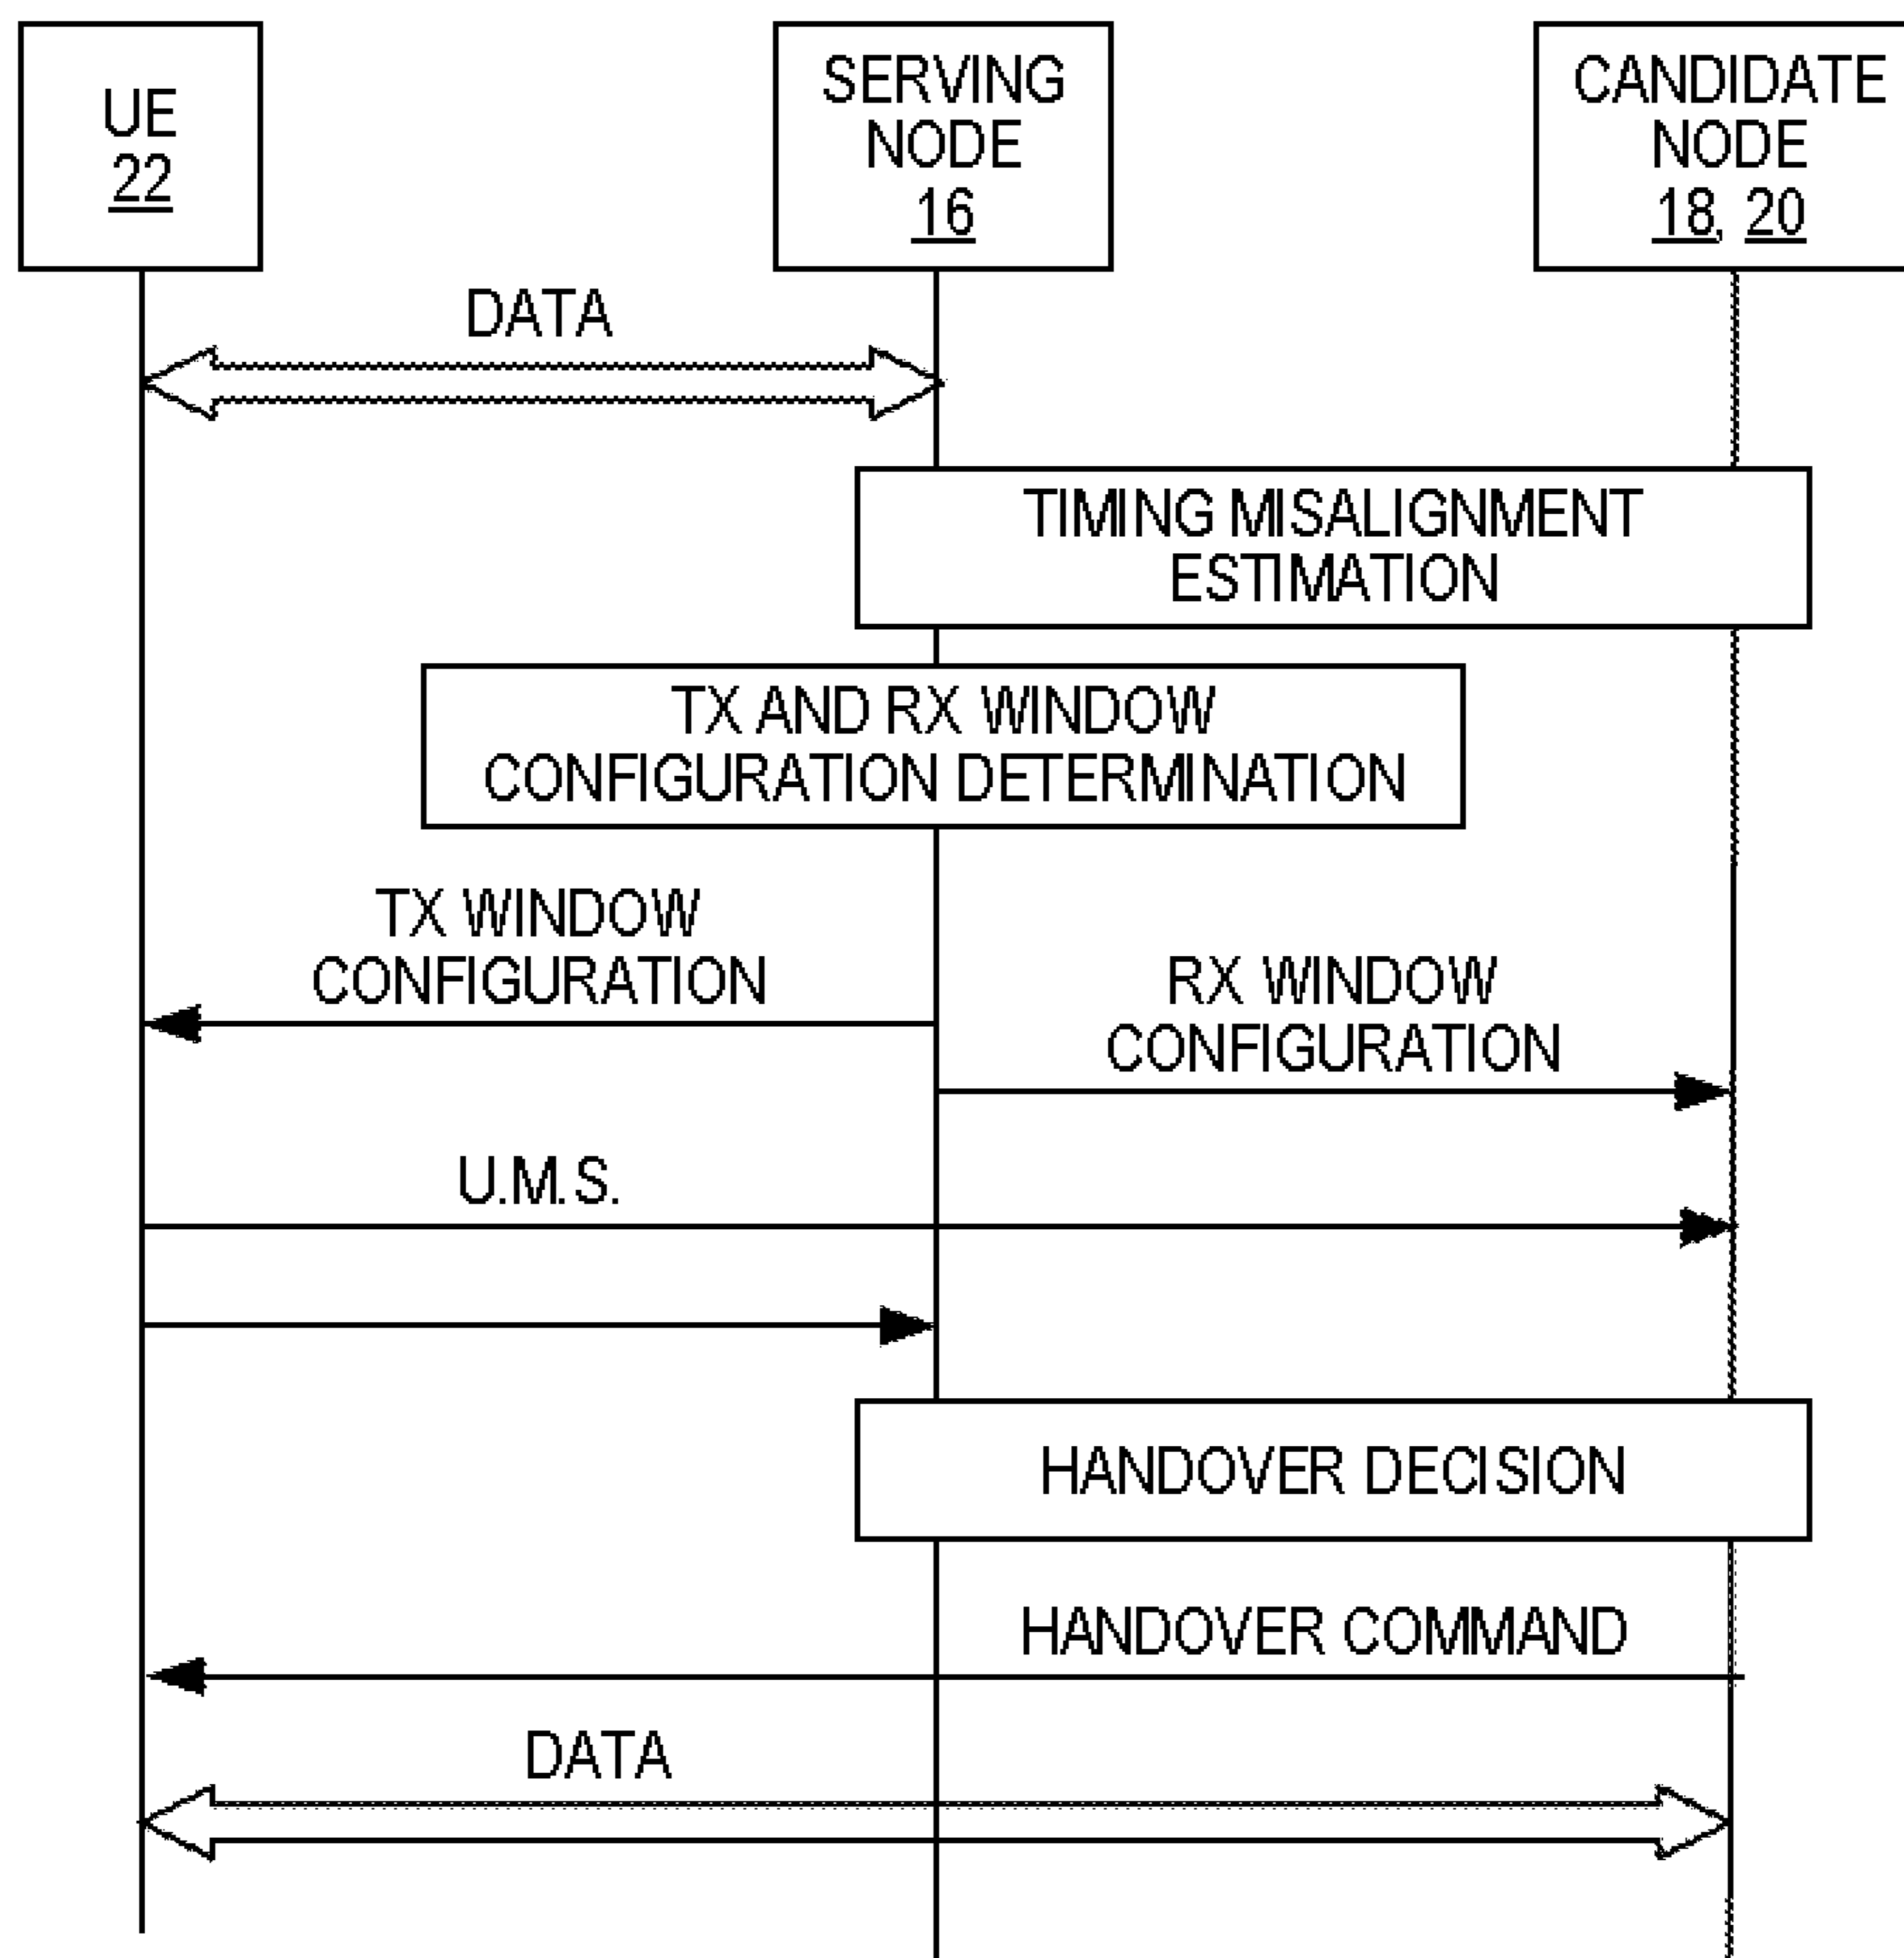 UE
22
SERVING
NODE
16
CANDIDATE
NODE
18, 20
DATA
TIMING MISALIGNMENT
ESTIMATION
TX AND RX WINDOW
CONFIGURATION DETERMINATION
TX WINDOW
CONFIGURATION
RX WINDOW
CONFIGURATION
U.M.S.
HANDOVER DECISION
HANDOVER COMMAND
DATA